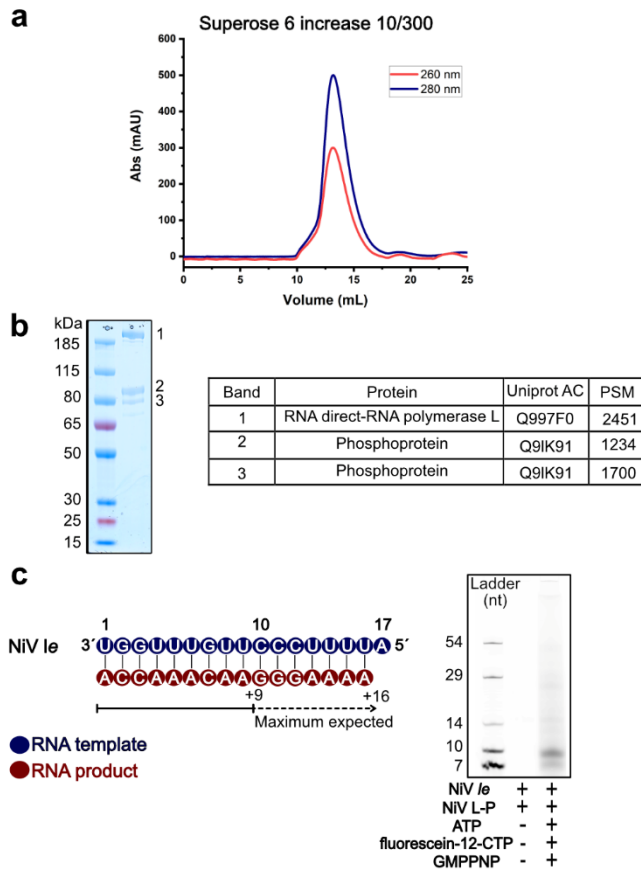 a
Superose 6 increase 10/300
600
500
400
300
200
100
0
Abs (mAU)
260 nm
280 nm
0 5 10 15 20 25
Volume (mL)
b
kDa
185
115
80
65
50
30
25
15
1
2
3
Band Protein Uniprot AC PSM
1 RNA direct-RNA polymerase L Q997F0 2451
2 Phosphoprotein Q9IK91 1234
3 Phosphoprotein Q9IK91 1700
c
1 10 17
NiV le 3´ UGGUUUGUUCCCUUUUA 5´
ACCAAACAAGGGAAAA
+9 +16
Maximum expected
RNA template
RNA product
Ladder
(nt)
54
29
14
10
7
NiV le + +
NiV L-P + +
ATP - +
fluorescein-12-CTP - +
GMPPNP - +